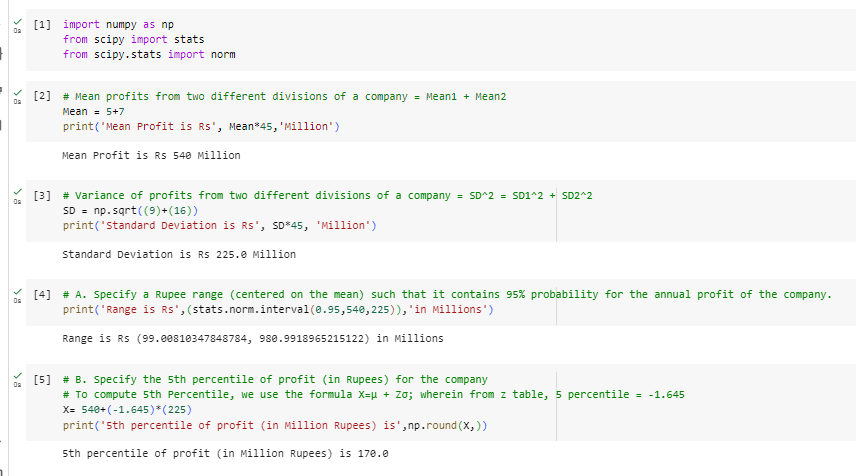 [1] import numpy as np
from scipy import stats
from scipy.stats import norm
0s
[2] # Mean profits from two different divisions of a company = Mean1 + Mean2
0s
Mean = 5+7
print('Mean Profit is Rs', Mean*45,'Million')
Mean Profit is Rs 540 Million
[3] # Variance of profits from two different divisions of a company = SD^2 = SD1^2 + SD2^2
0s
SD = np.sqrt((9)+(16))
print('Standard Deviation is Rs', SD*45, 'Million')
Standard Deviation is Rs 225.0 Million
[4] # A. Specify a Rupee range (centered on the mean) such that it contains 95% probability for the annual profit of the company.
0s
print('Range is Rs',(stats.norm.interval(0.95,540,225)),'in Millions')
Range is Rs (99.00810347848784, 980.9918965215122) in Millions
[5] # B. Specify the 5th percentile of profit (in Rupees) for the company
0s
# To compute 5th Percentile, we use the formula X=μ + Zσ; wherein from z table, 5 percentile = -1.645
X= 540+(-1.645)*(225)
print('5th percentile of profit (in Million Rupees) is',np.round(X,))
5th percentile of profit (in Million Rupees) is 170.0